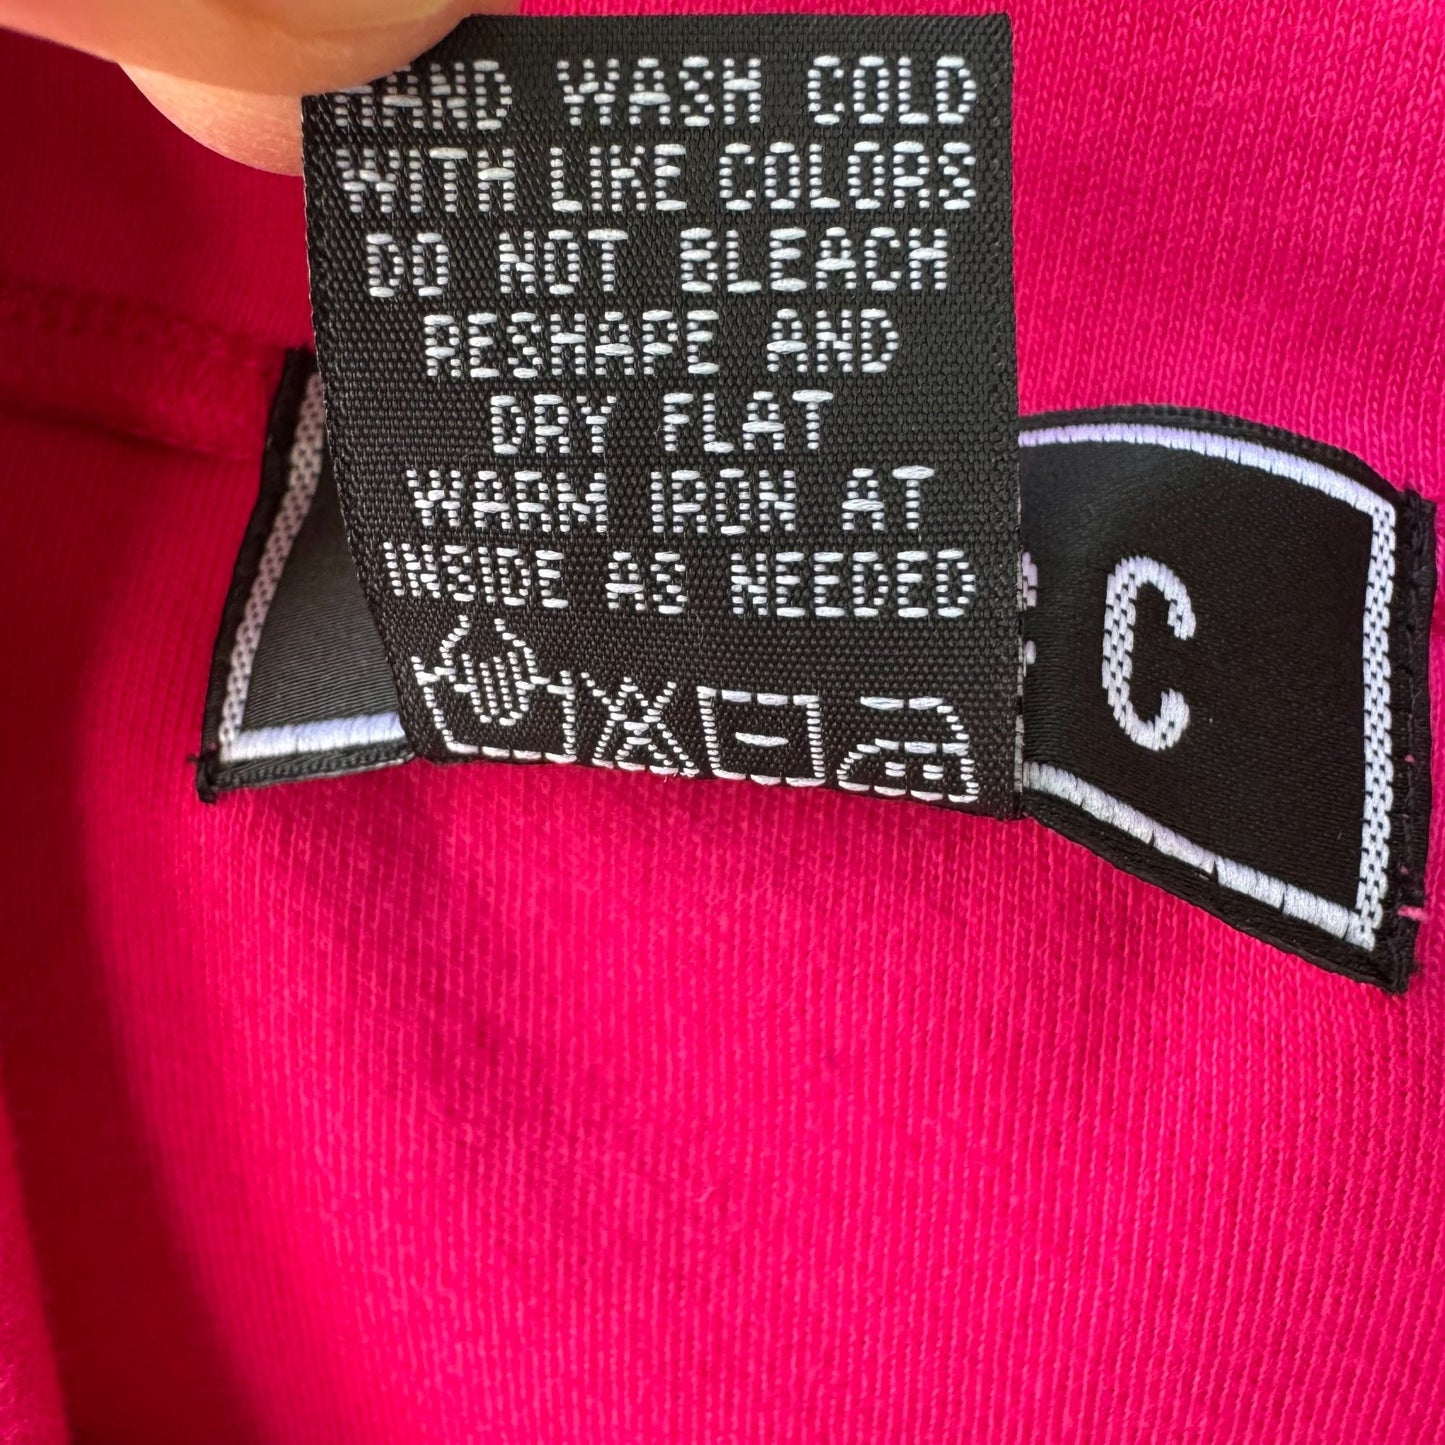 HAND WASH COLD
WITH LIKE COLORS
DO NOT BLEACH
RESHAPE AND
DRY FLAT
WARM IRON AT
INSIDE AS NEEDED
C